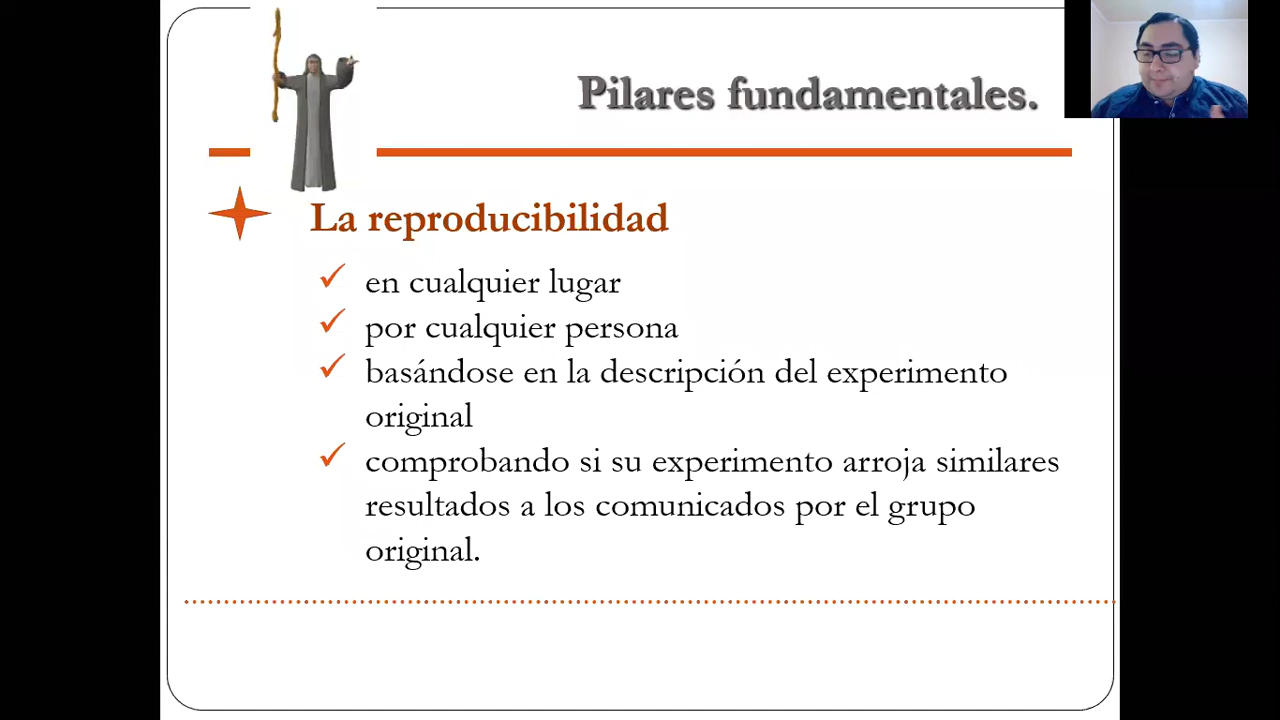 Pilares fundamentales.
La reproducibilidad
en cualquier lugar
por cualquier persona
basándose en la descripción del experimento
original
comprobando si su experimento arroja similares
resultados a los comunicados por el grupo
original.